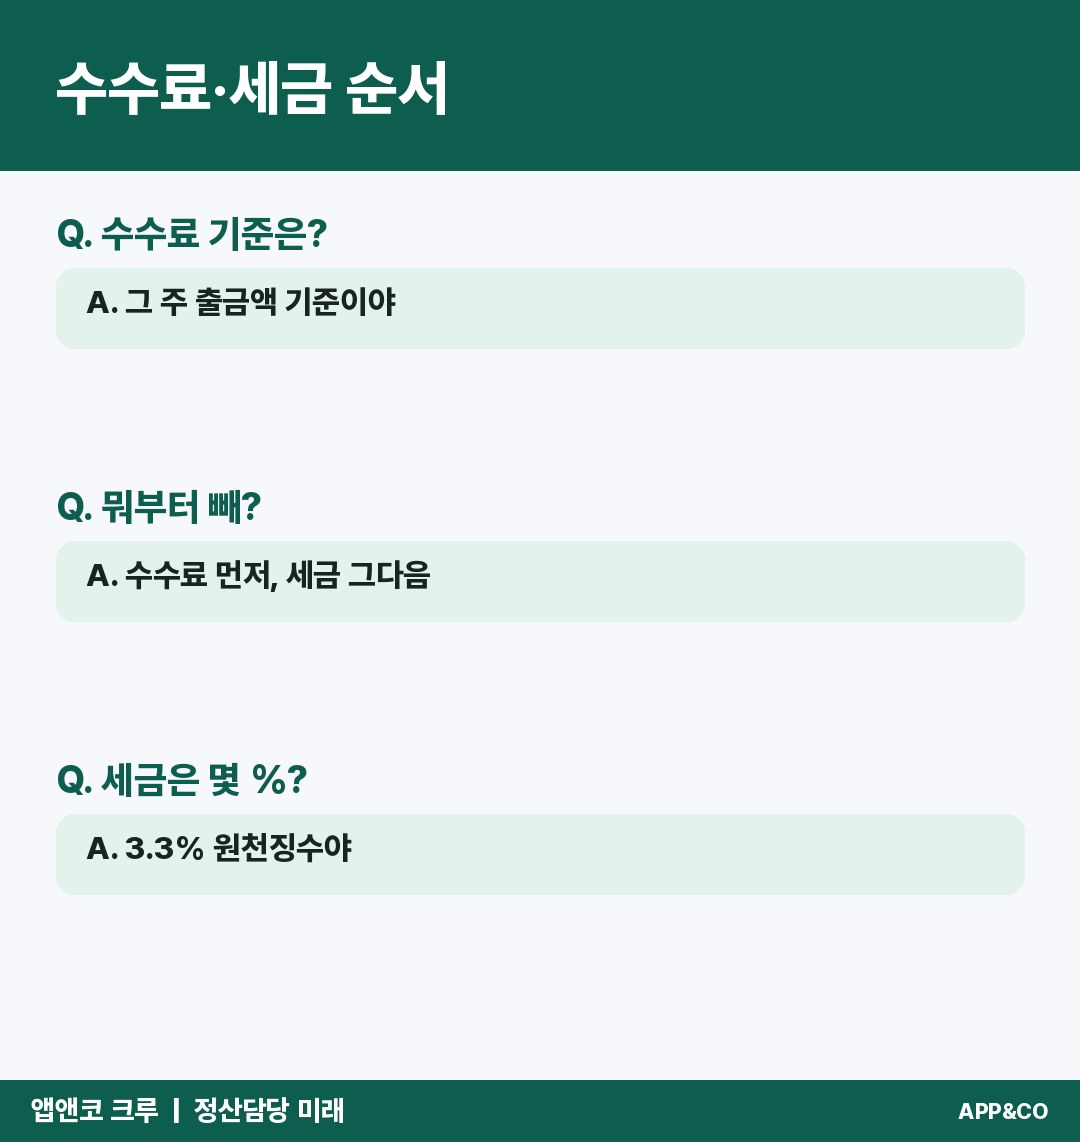 수수료·세금 순서
Q. 수수료 기준은?
A. 그 주 출금액 기준이야
Q. 뭐부터 빼?
A. 수수료 먼저, 세금 그다음
Q. 세금은 몇 %?
A. 3.3% 원천징수야
앱앤코 크루 | 정산담당 미래
APP&CO